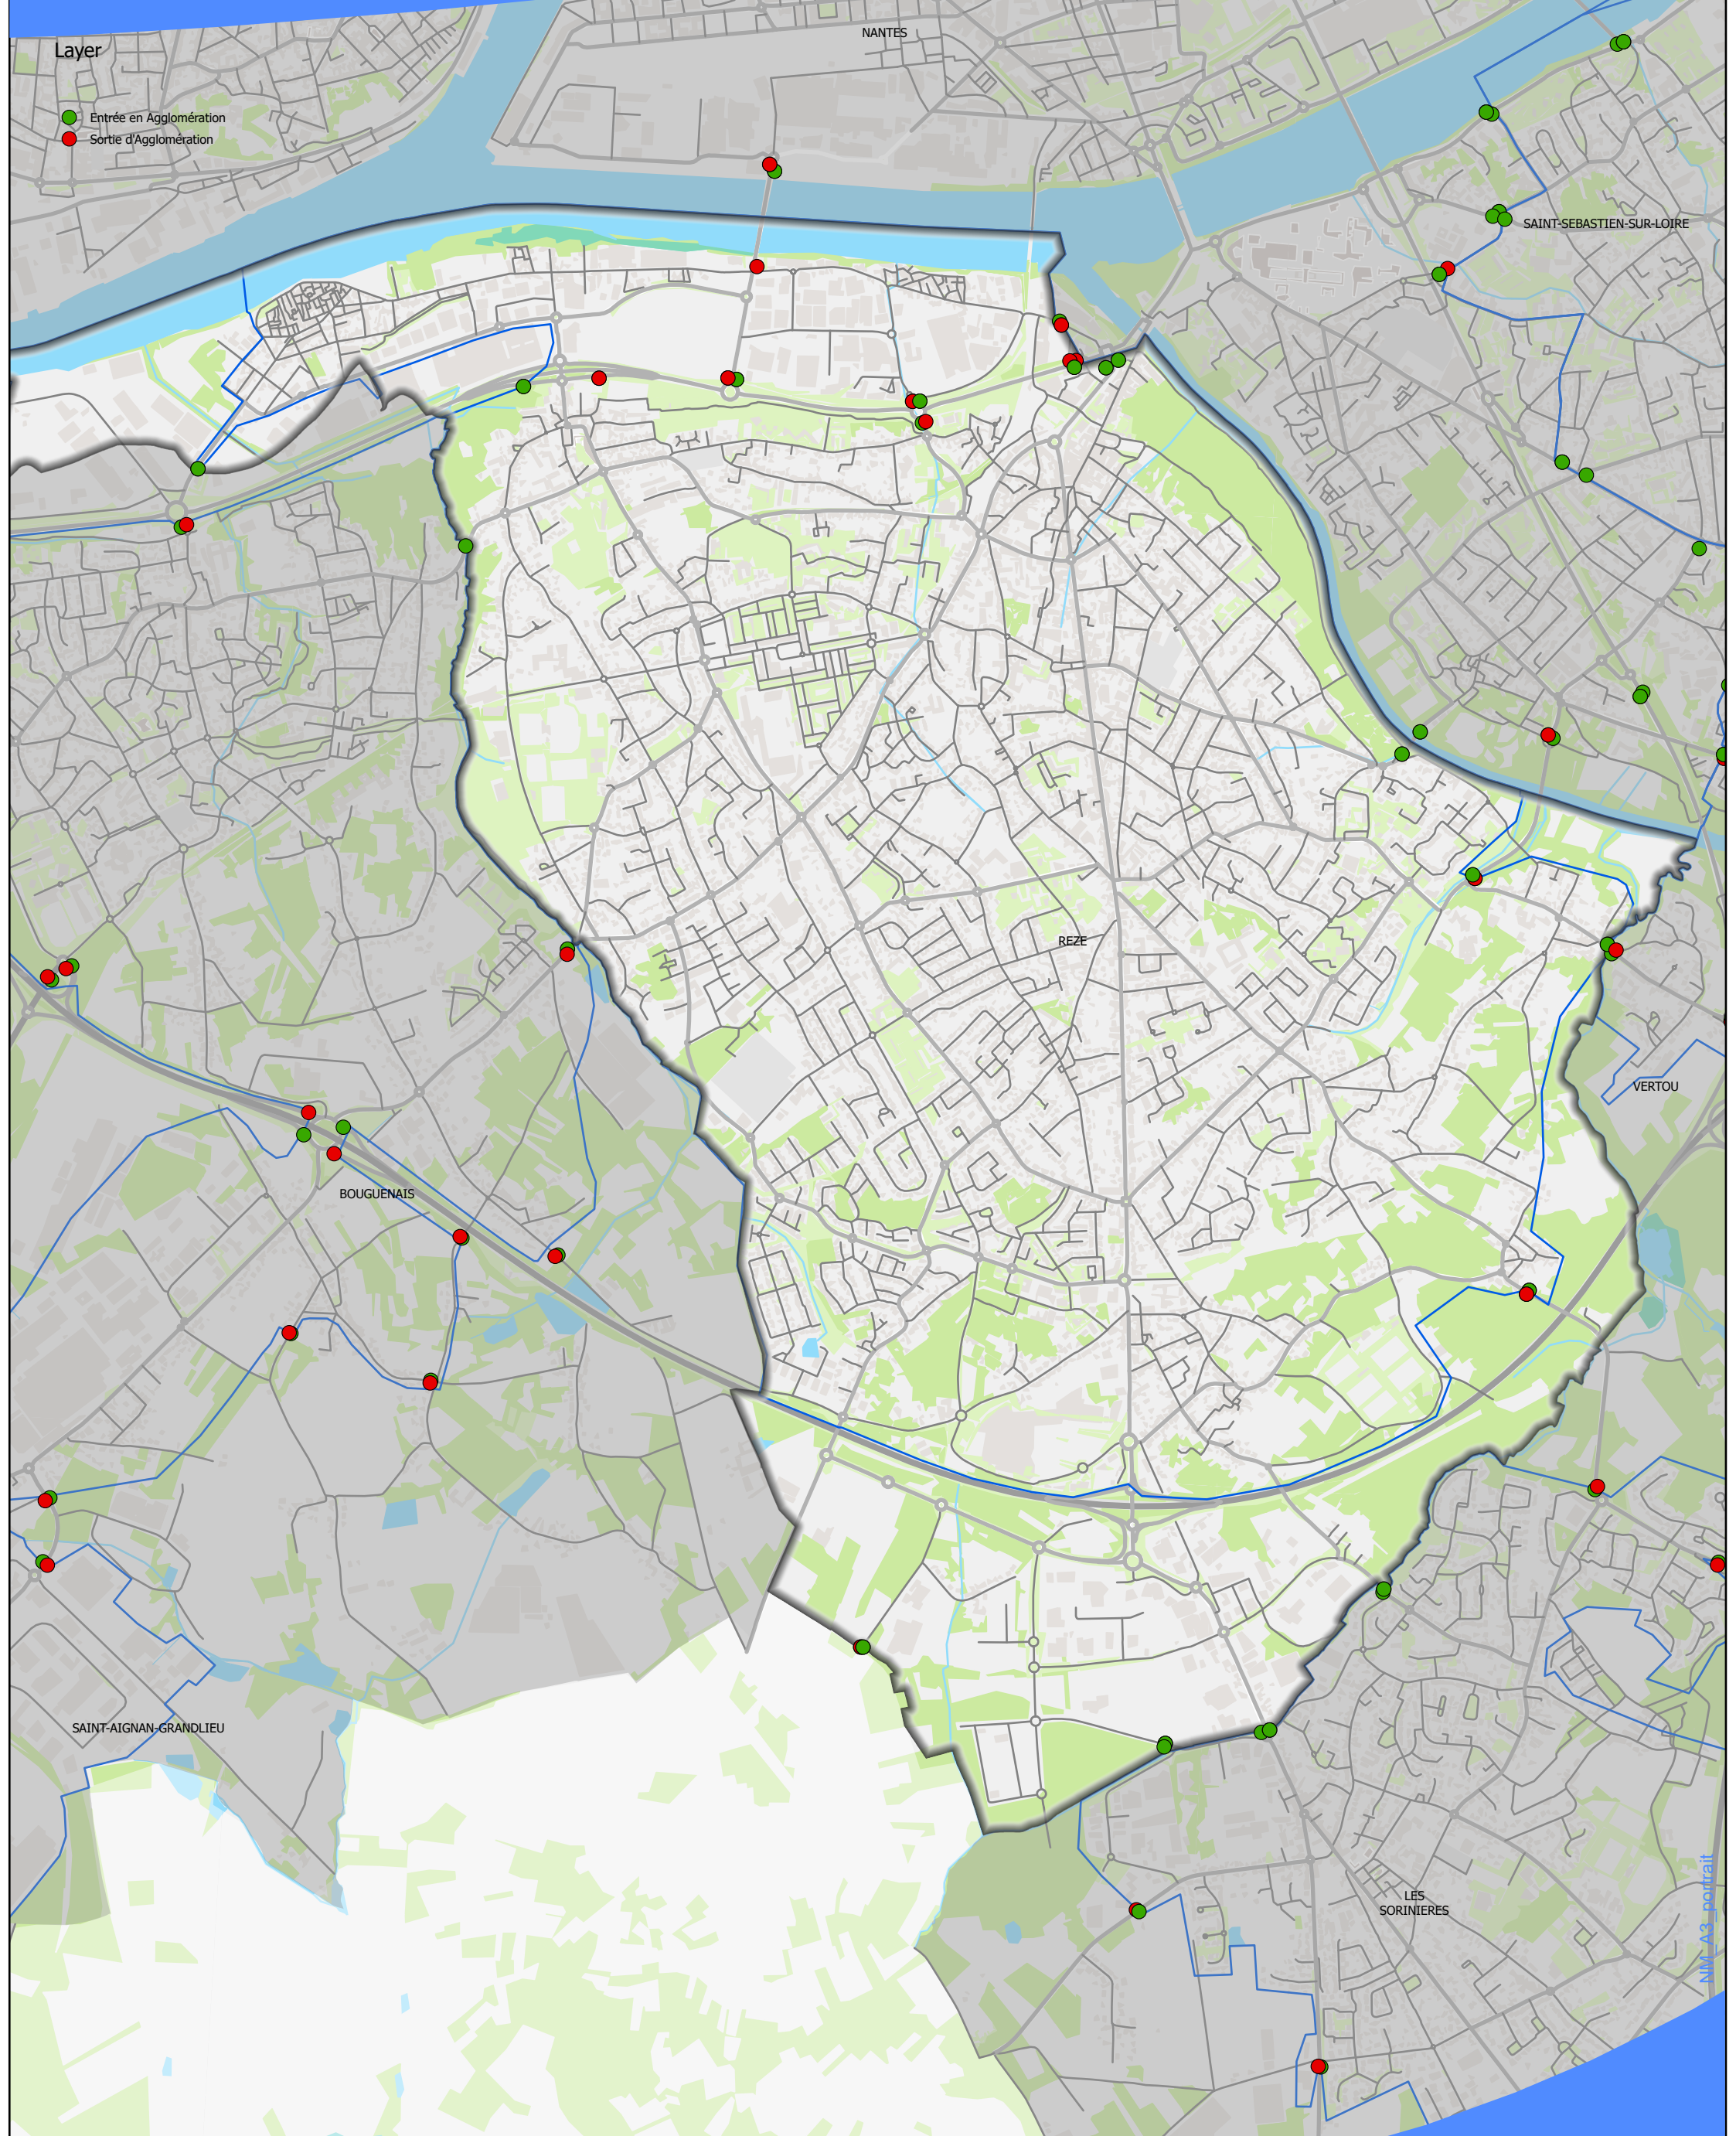 NANTES
Layer
Entrée en Agglomération
Sortie d'Agglomération
SAINT-SEBASTIEN-SUR-LOIRE
REZE
VERTOU
BOUGUENAIS
SAINT-AIGNAN-GRANDLIEU
LES
SORINIERES
NM_A3_portrait